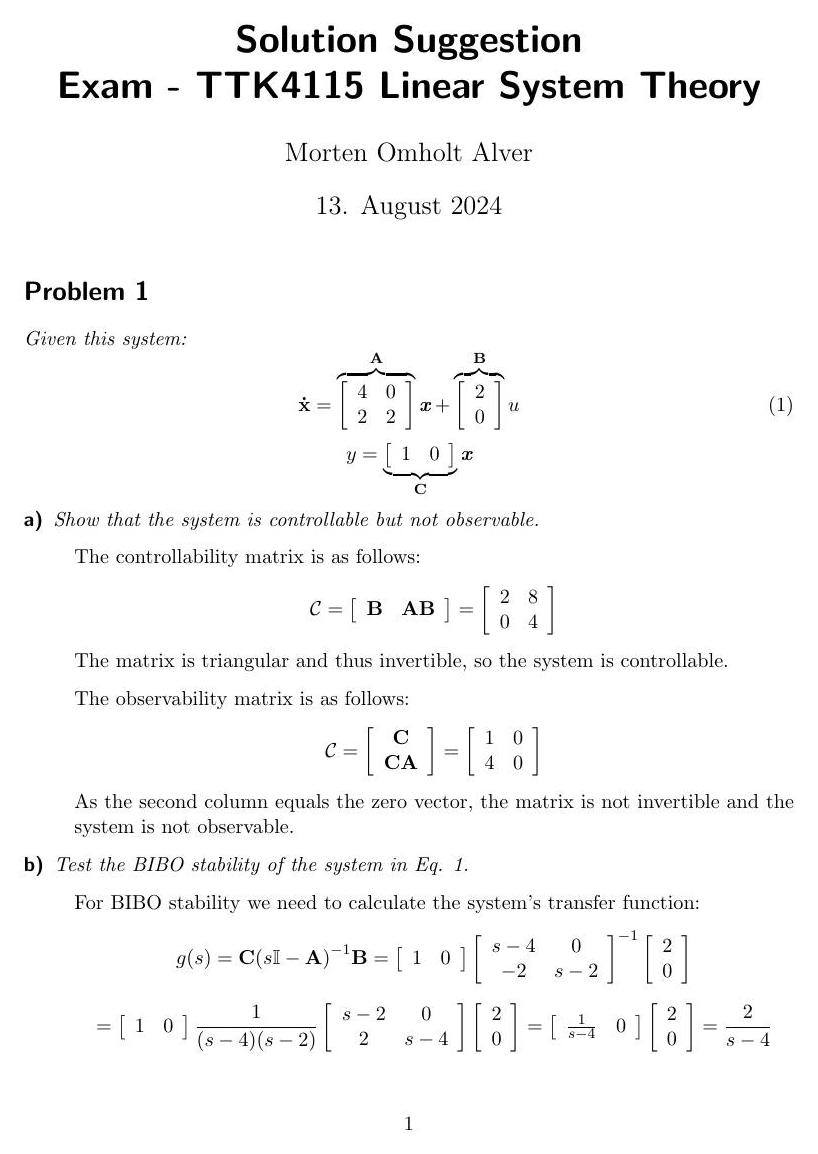 Solution Suggestion
Exam - TTK4115 Linear System Theory
Morten Omholt Alver
13. August 2024
Problem 1
Given this system:
ẋ = [ 4 0 ; 2 2 ] x + [ 2 ; 0 ] u (1)
A B
y = [ 1 0 ] x
C
a) Show that the system is controllable but not observable.
The controllability matrix is as follows:
𝒞 = [ B AB ] = [ 2 8 ; 0 4 ]
The matrix is triangular and thus invertible, so the system is controllable.
The observability matrix is as follows:
𝒞 = [ C ; CA ] = [ 1 0 ; 4 0 ]
As the second column equals the zero vector, the matrix is not invertible and the
system is not observable.
b) Test the BIBO stability of the system in Eq. 1.
For BIBO stability we need to calculate the system's transfer function:
g(s) = C(s𝕀 − A)⁻¹B = [ 1 0 ] [ s − 4 0 ; −2 s − 2 ]⁻¹ [ 2 ; 0 ]
= [ 1 0 ] 1/((s − 4)(s − 2)) [ s − 2 0 ; 2 s − 4 ] [ 2 ; 0 ] = [ 1/(s−4) 0 ] [ 2 ; 0 ] = 2/(s − 4)
1